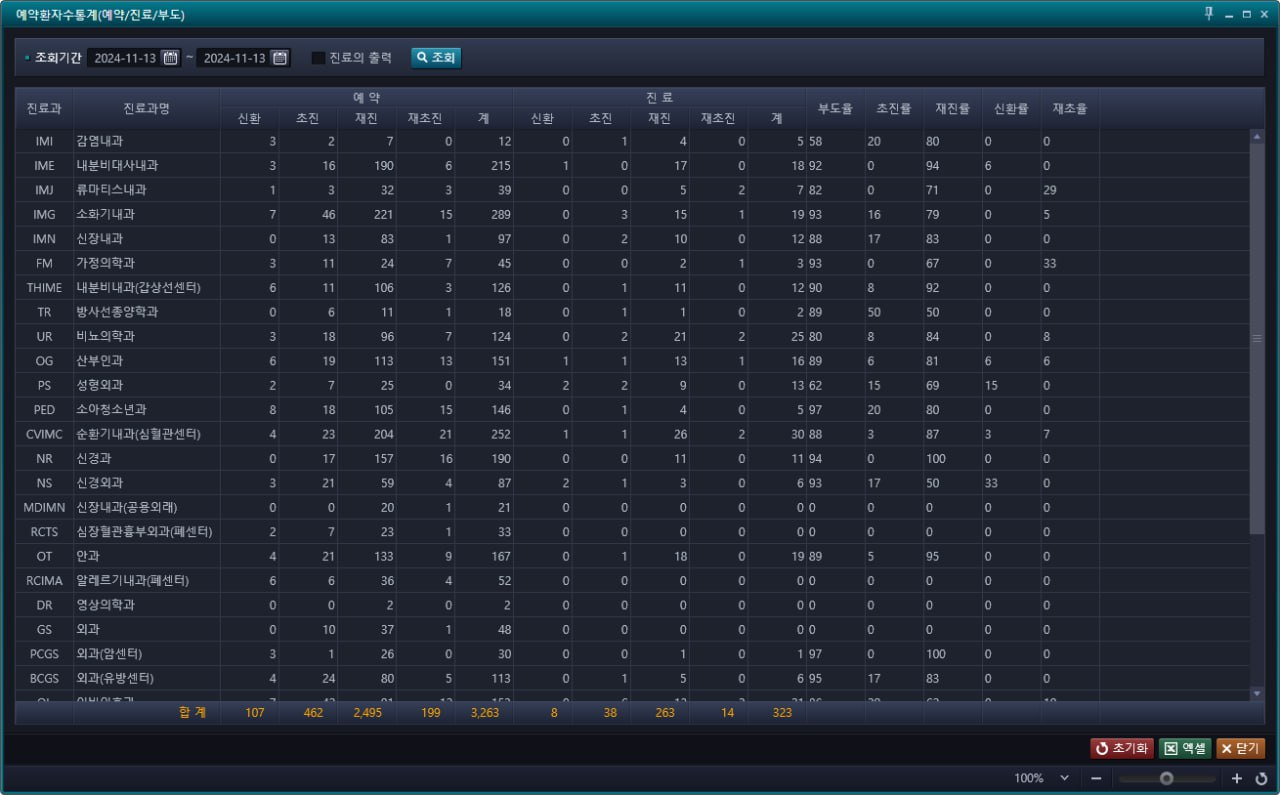 예약환자수통계(예약/진료/부도)
조회기간 2024-11-13 ~ 2024-11-13 진료의 출력 조회
진료과 진료과명 예 약 진 료 부도율 초진률 재진률 신환률 재초율
신환 초진 재진 재초진 계 신환 초진 재진 재초진 계
IMI 감염내과 3 2 7 0 12 0 1 4 0 5 58 20 80 0 0
IME 내분비대사내과 3 16 190 6 215 1 0 17 0 18 92 0 94 6 0
IMJ 류마티스내과 1 3 32 3 39 0 0 5 2 7 82 0 71 0 29
IMG 소화기내과 7 46 221 15 289 0 3 15 1 19 93 16 79 0 5
IMN 신장내과 0 13 83 1 97 0 2 10 0 12 88 17 83 0 0
FM 가정의학과 3 11 24 7 45 0 0 2 1 3 93 0 67 0 33
THIME 내분비내과(갑상선센터) 6 11 106 3 126 0 1 11 0 12 90 8 92 0 0
TR 방사선종양학과 0 6 11 1 18 0 1 1 0 2 89 50 50 0 0
UR 비뇨의학과 3 18 96 7 124 0 2 21 2 25 80 8 84 0 8
OG 산부인과 6 19 113 13 151 1 1 13 1 16 89 6 81 6 6
PS 성형외과 2 7 25 0 34 2 2 9 0 13 62 15 69 15 0
PED 소아청소년과 8 18 105 15 146 0 1 4 0 5 97 20 80 0 0
CVIMC 순환기내과(심혈관센터) 4 23 204 21 252 1 1 26 2 30 88 3 87 3 7
NR 신경과 0 17 157 16 190 0 0 11 0 11 94 0 100 0 0
NS 신경외과 3 21 59 4 87 2 1 3 0 6 93 17 50 33 0
MDIMN 신장내과(공용외래) 0 0 20 1 21 0 0 0 0 0 0 0 0 0 0
RCTS 심장혈관흉부외과(폐센터) 2 7 23 1 33 0 0 0 0 0 0 0 0 0 0
OT 안과 4 21 133 9 167 0 1 18 0 19 89 5 95 0 0
RCIMA 알레르기내과(폐센터) 6 6 36 4 52 0 0 0 0 0 0 0 0 0 0
DR 영상의학과 0 0 2 0 2 0 0 0 0 0 0 0 0 0 0
GS 외과 0 10 37 1 48 0 0 0 0 0 0 0 0 0 0
PCGS 외과(암센터) 3 1 26 0 30 0 0 1 0 1 97 0 100 0 0
BCGS 외과(유방센터) 4 24 80 5 113 0 1 5 0 6 95 17 83 0 0
합 계 107 462 2,495 199 3,263 8 38 263 14 323
초기화 엑셀 닫기
100%